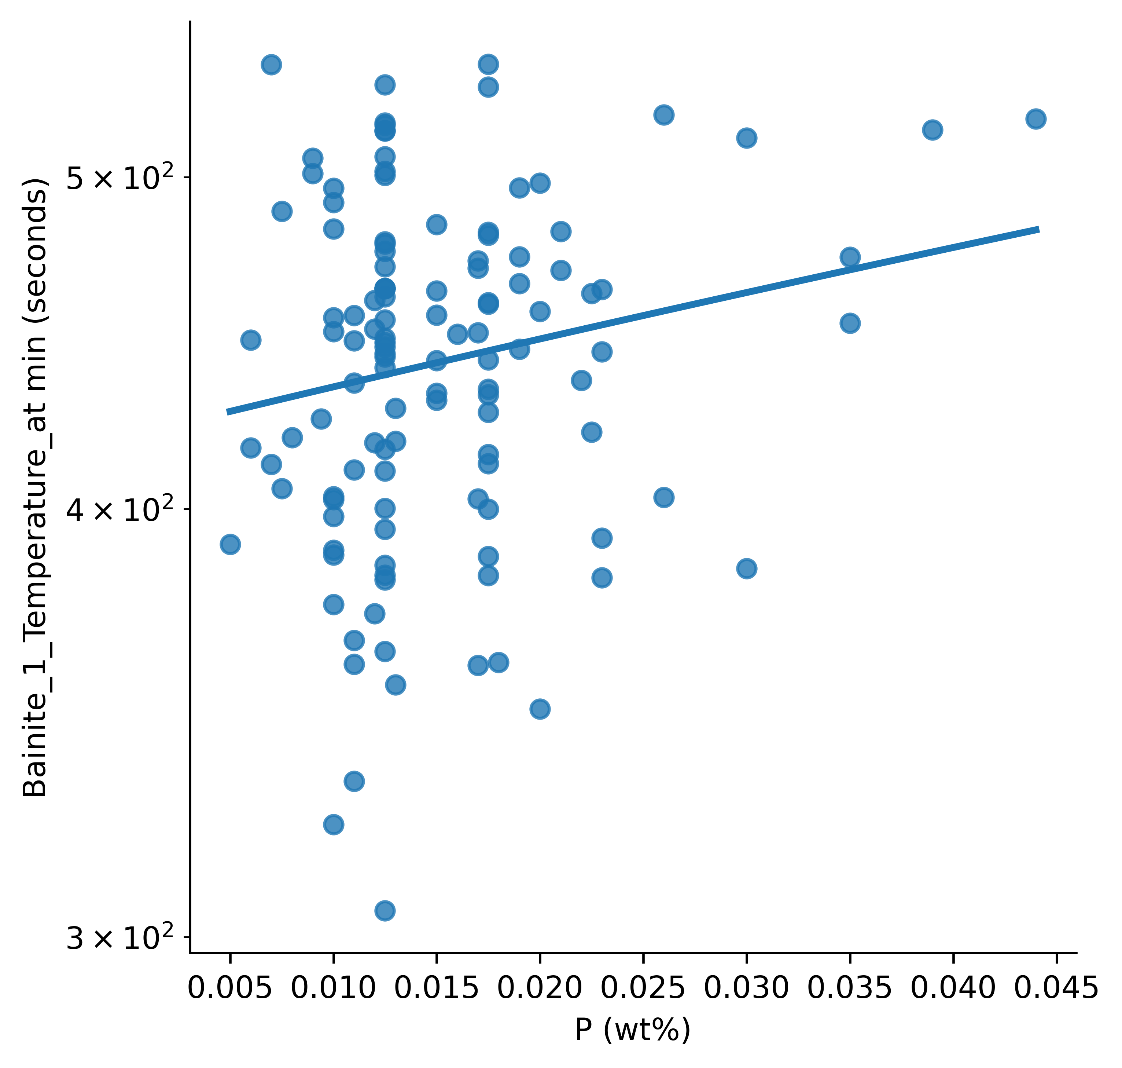 Bainite_1_Temperature_at min (seconds)
5 × 10²
4 × 10²
3 × 10²
0.005 0.010 0.015 0.020 0.025 0.030 0.035 0.040 0.045
P (wt%)